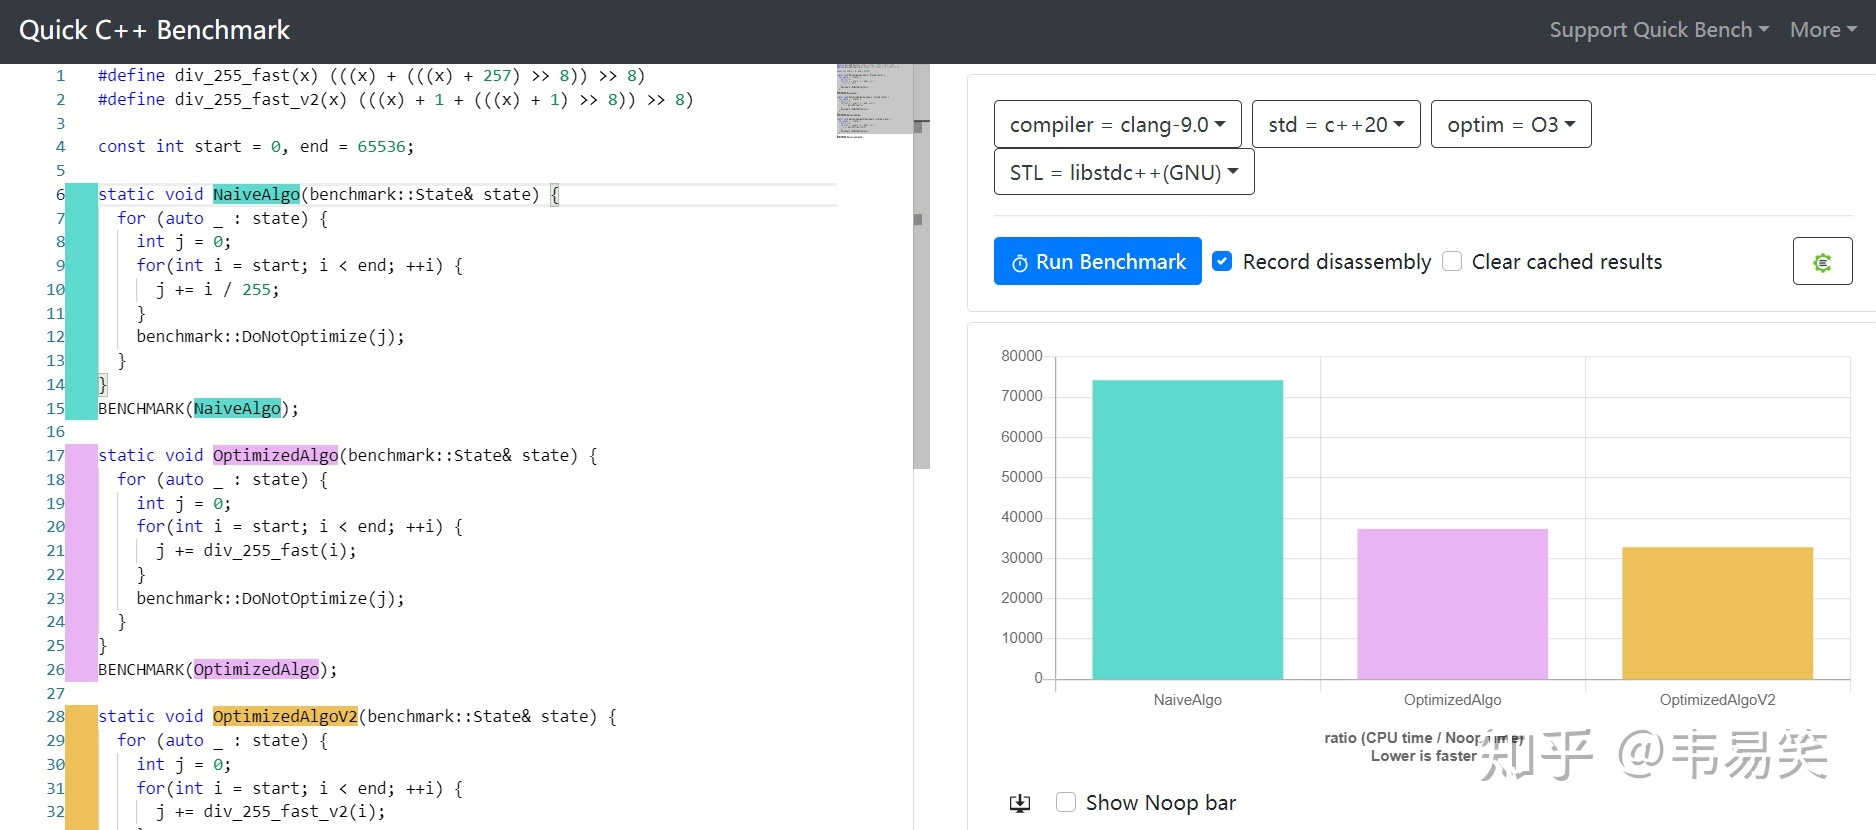 Quick C++ Benchmark
Support Quick Bench
More
1 #define div_255_fast(x) (((x) + (((x) + 257) >> 8)) >> 8)
2 #define div_255_fast_v2(x) (((x) + 1 + (((x) + 1) >> 8)) >> 8)
3
4 const int start = 0, end = 65536;
5
6 static void NaiveAlgo(benchmark::State& state) {
7 for (auto _ : state) {
8 int j = 0;
9 for(int i = start; i < end; ++i) {
10 j += i / 255;
11 }
12 benchmark::DoNotOptimize(j);
13 }
14 }
15 BENCHMARK(NaiveAlgo);
16
17 static void OptimizedAlgo(benchmark::State& state) {
18 for (auto _ : state) {
19 int j = 0;
20 for(int i = start; i < end; ++i) {
21 j += div_255_fast(i);
22 }
23 benchmark::DoNotOptimize(j);
24 }
25 }
26 BENCHMARK(OptimizedAlgo);
27
28 static void OptimizedAlgoV2(benchmark::State& state) {
29 for (auto _ : state) {
30 int j = 0;
31 for(int i = start; i < end; ++i) {
32 j += div_255_fast_v2(i);
compiler = clang-9.0
std = c++20
optim = O3
STL = libstdc++(GNU)
Run Benchmark
Record disassembly
Clear cached results
80000
70000
60000
50000
40000
30000
20000
10000
0
NaiveAlgo
OptimizedAlgo
OptimizedAlgoV2
ratio (CPU time / Noop time)
Lower is faster
知乎 @韦易笑
Show Noop bar